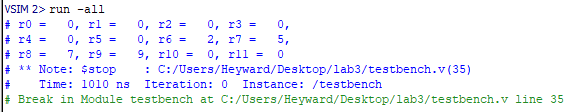 VSIM 2> run -all
# r0 =    0, r1 =    0, r2 =    0, r3 =    0,
# r4 =    0, r5 =    0, r6 =    2, r7 =    5,
# r8 =    7, r9 =    9, r10 =    0, r11 =    0
# ** Note: $stop    : C:/Users/Heyward/Desktop/lab3/testbench.v(35)
#    Time: 1010 ns  Iteration: 0  Instance: /testbench
# Break in Module testbench at C:/Users/Heyward/Desktop/lab3/testbench.v line 35